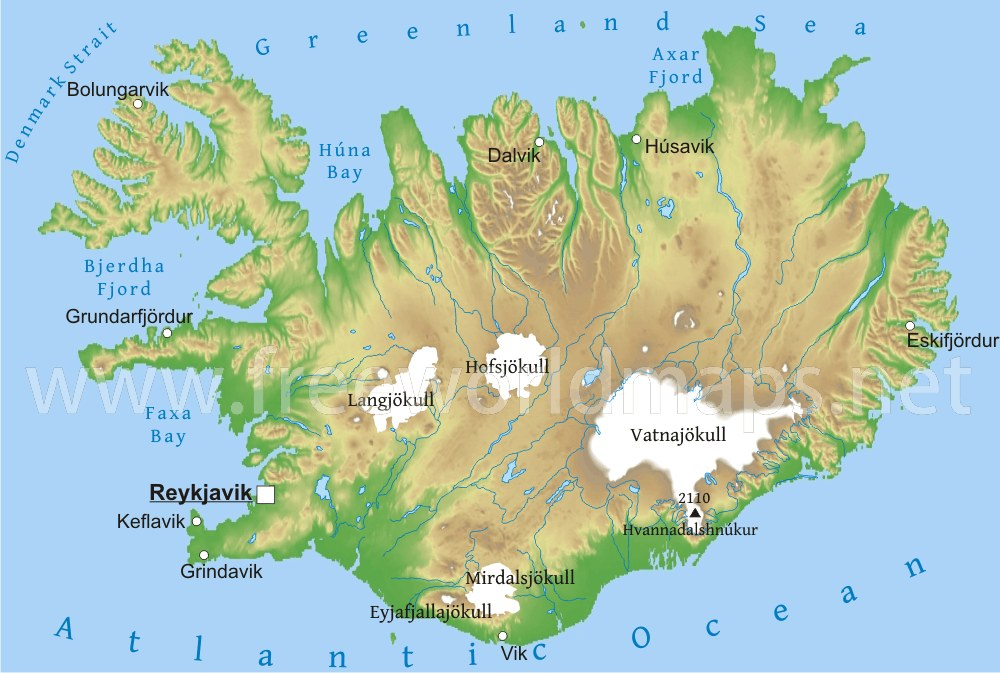 Greenland Sea
Denmark Strait
Axar
Fjord
Bolungarvik
Húna
Bay
Dalvik
Húsavik
Bjerdha
Fjord
Grundarfjördur
Eskifjördur
www.freeworldmaps.net
Hofsjökull
Langjökull
Faxa
Bay
Vatnajökull
Reykjavik
2110
Keflavik
Hvannadalshnúkur
Grindavik
Mirdalsjökull
Eyjafjallajökull
Vik
Atlantic Ocean